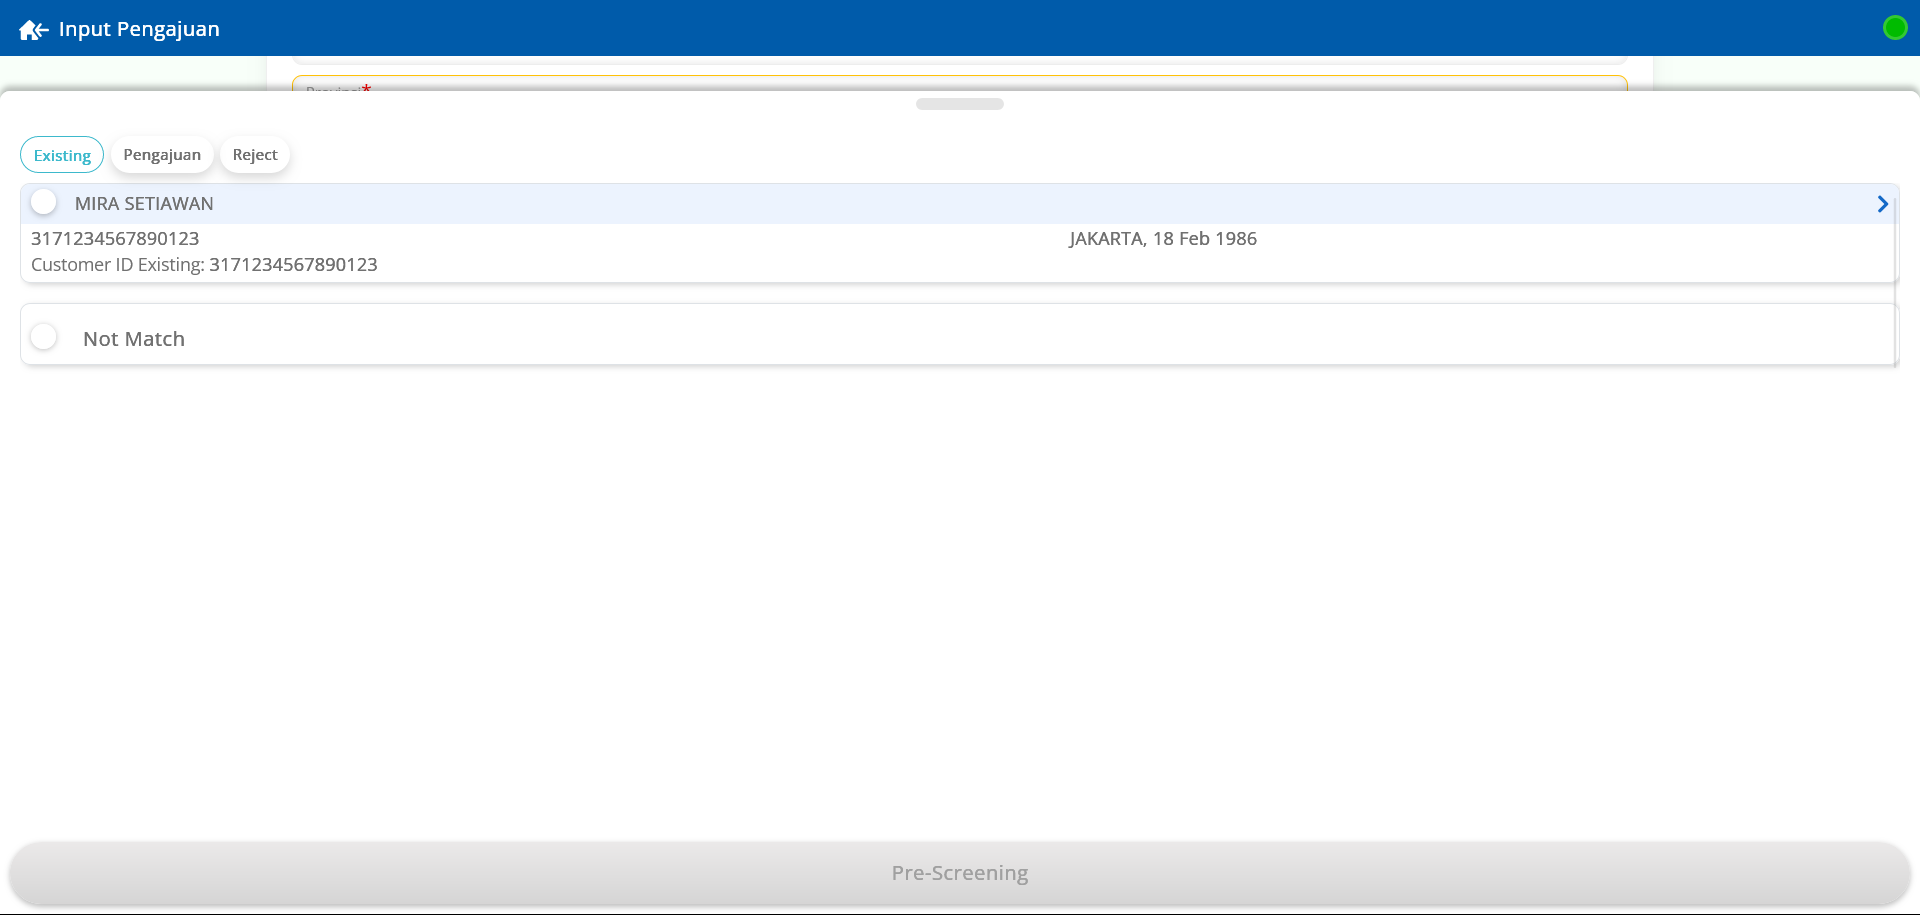 Input Pengajuan
Provinsi*
Existing
Pengajuan
Reject
MIRA SETIAWAN
3171234567890123
JAKARTA, 18 Feb 1986
Customer ID Existing: 3171234567890123
Not Match
Pre-Screening